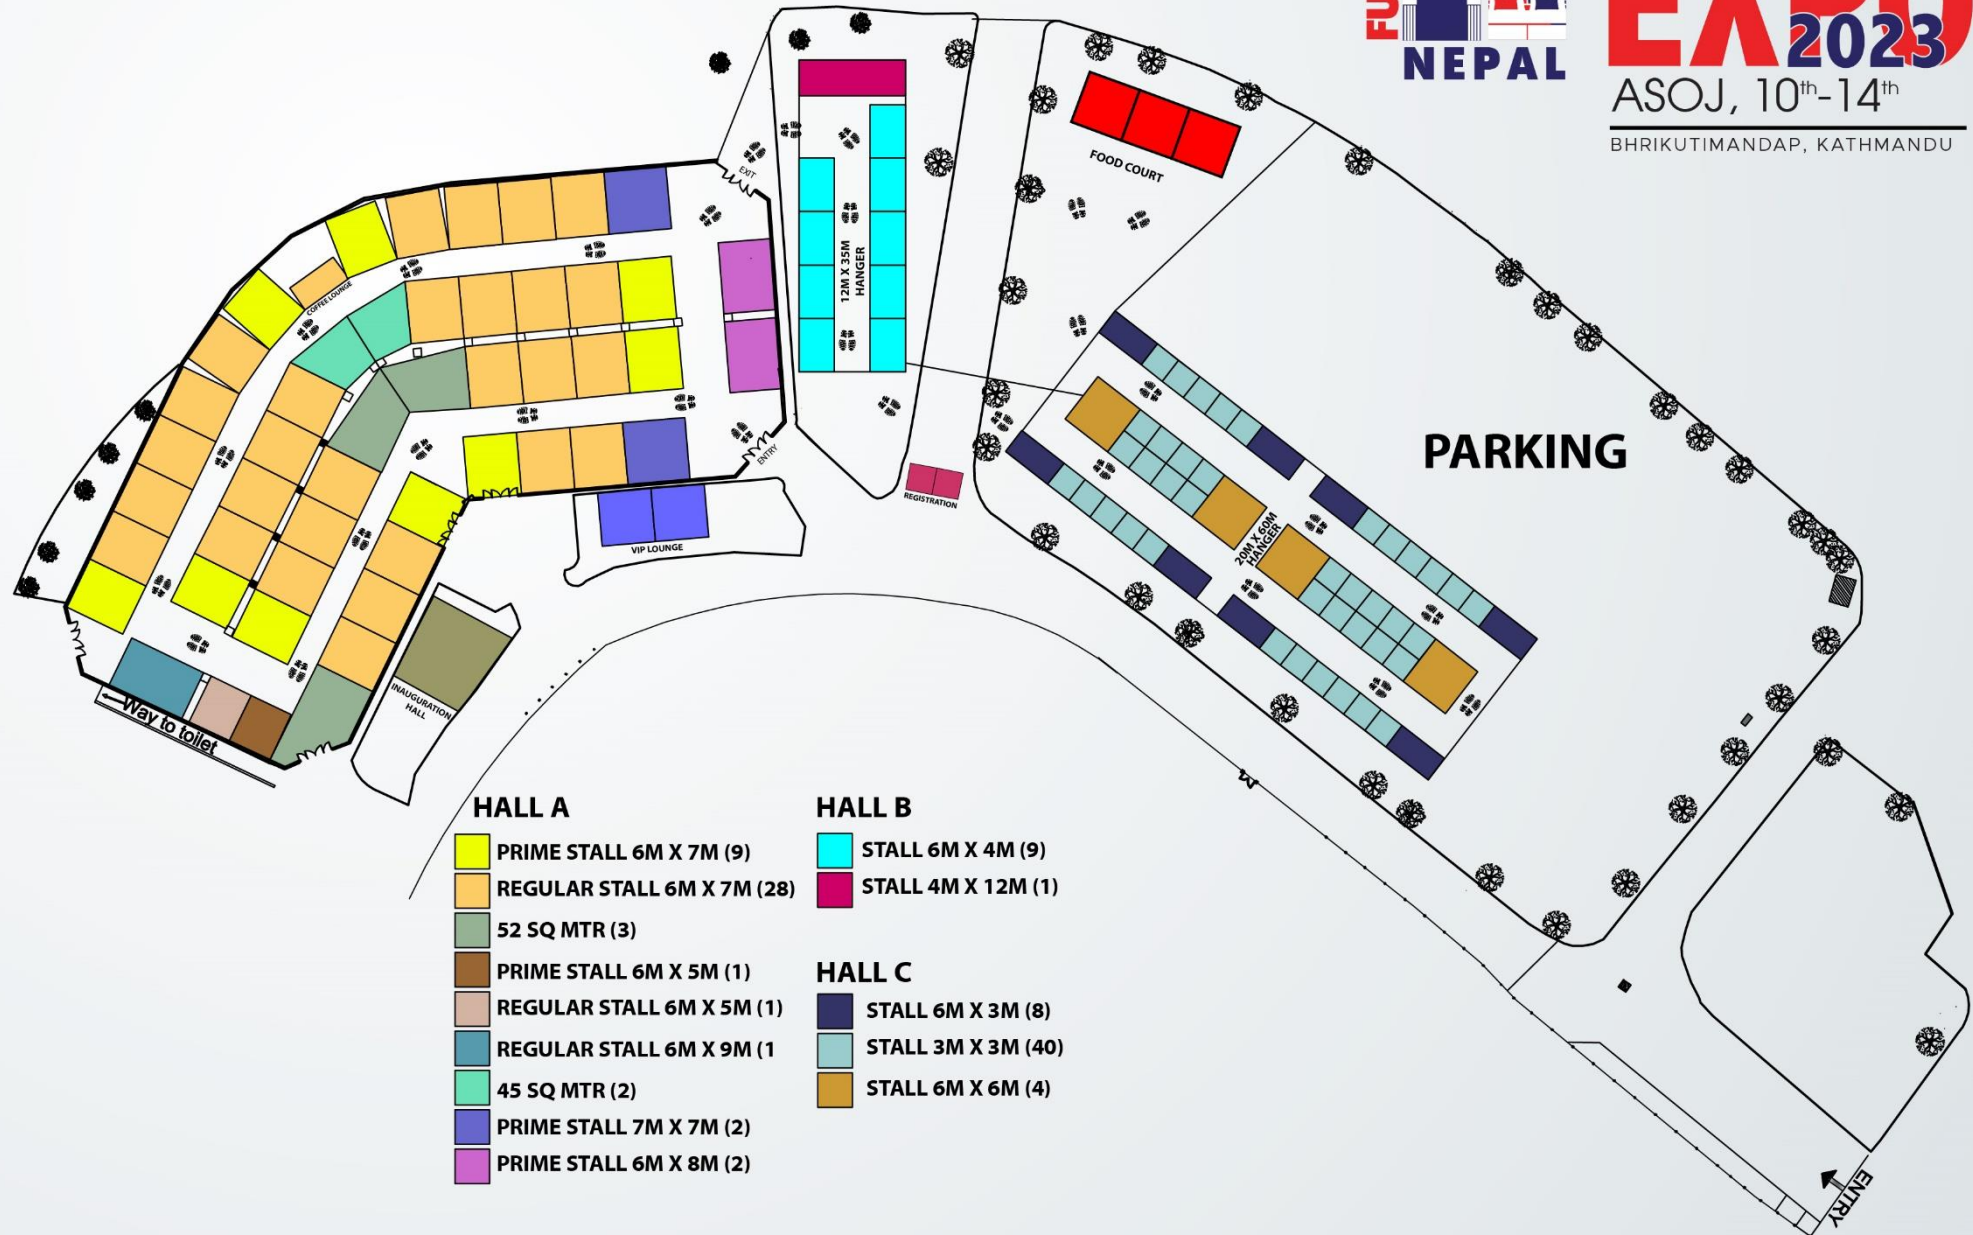 NEPAL
EXPO
2023
ASOJ, 10th-14th
BHRIKUTIMANDAP, KATHMANDU
FOOD COURT
EXIT
12M X 35M
HANGER
COFFEE LOUNGE
PARKING
ENTRY
REGISTRATION
VIP LOUNGE
20M X 60M
HANGER
INAUGURATION
HALL
Way to toilet
HALL A
PRIME STALL 6M X 7M (9)
REGULAR STALL 6M X 7M (28)
52 SQ MTR (3)
PRIME STALL 6M X 5M (1)
REGULAR STALL 6M X 5M (1)
REGULAR STALL 6M X 9M (1
45 SQ MTR (2)
PRIME STALL 7M X 7M (2)
PRIME STALL 6M X 8M (2)
HALL B
STALL 6M X 4M (9)
STALL 4M X 12M (1)
HALL C
STALL 6M X 3M (8)
STALL 3M X 3M (40)
STALL 6M X 6M (4)
ENTRY